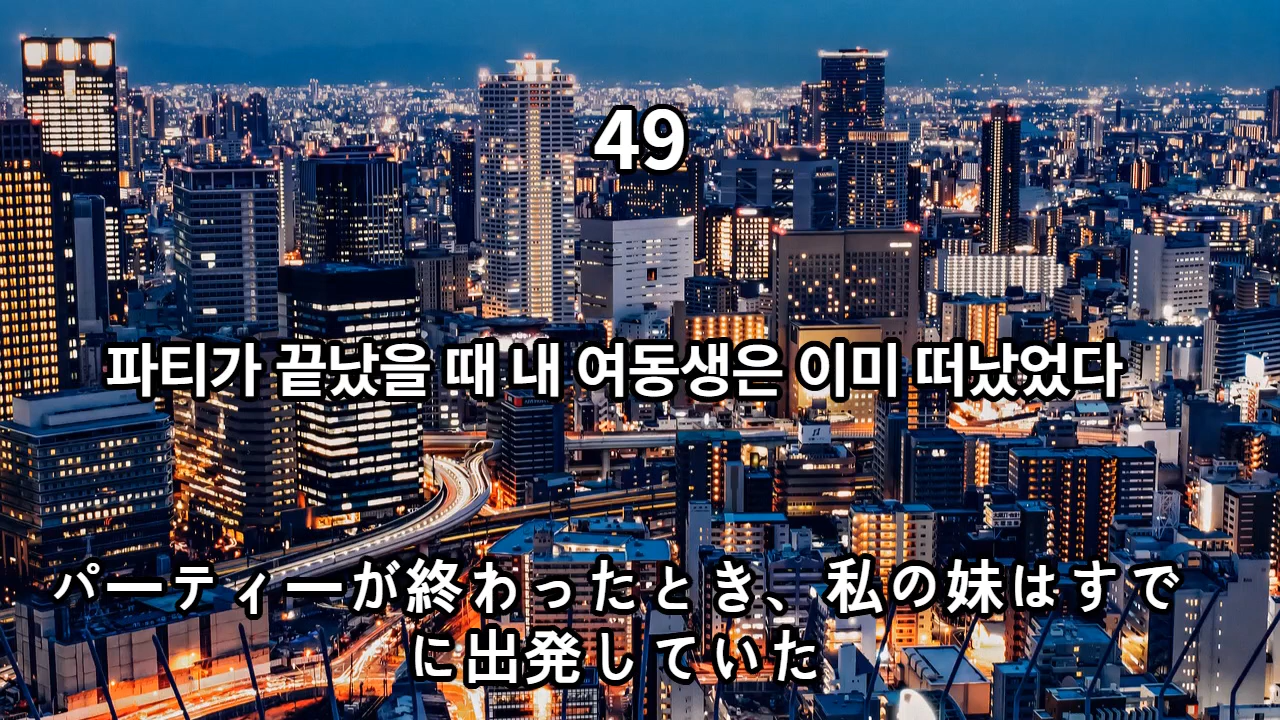 49
파티가 끝났을 때 내 여동생은 이미 떠났었다
パーティーが終わったとき、私の妹はすで
に出発していた